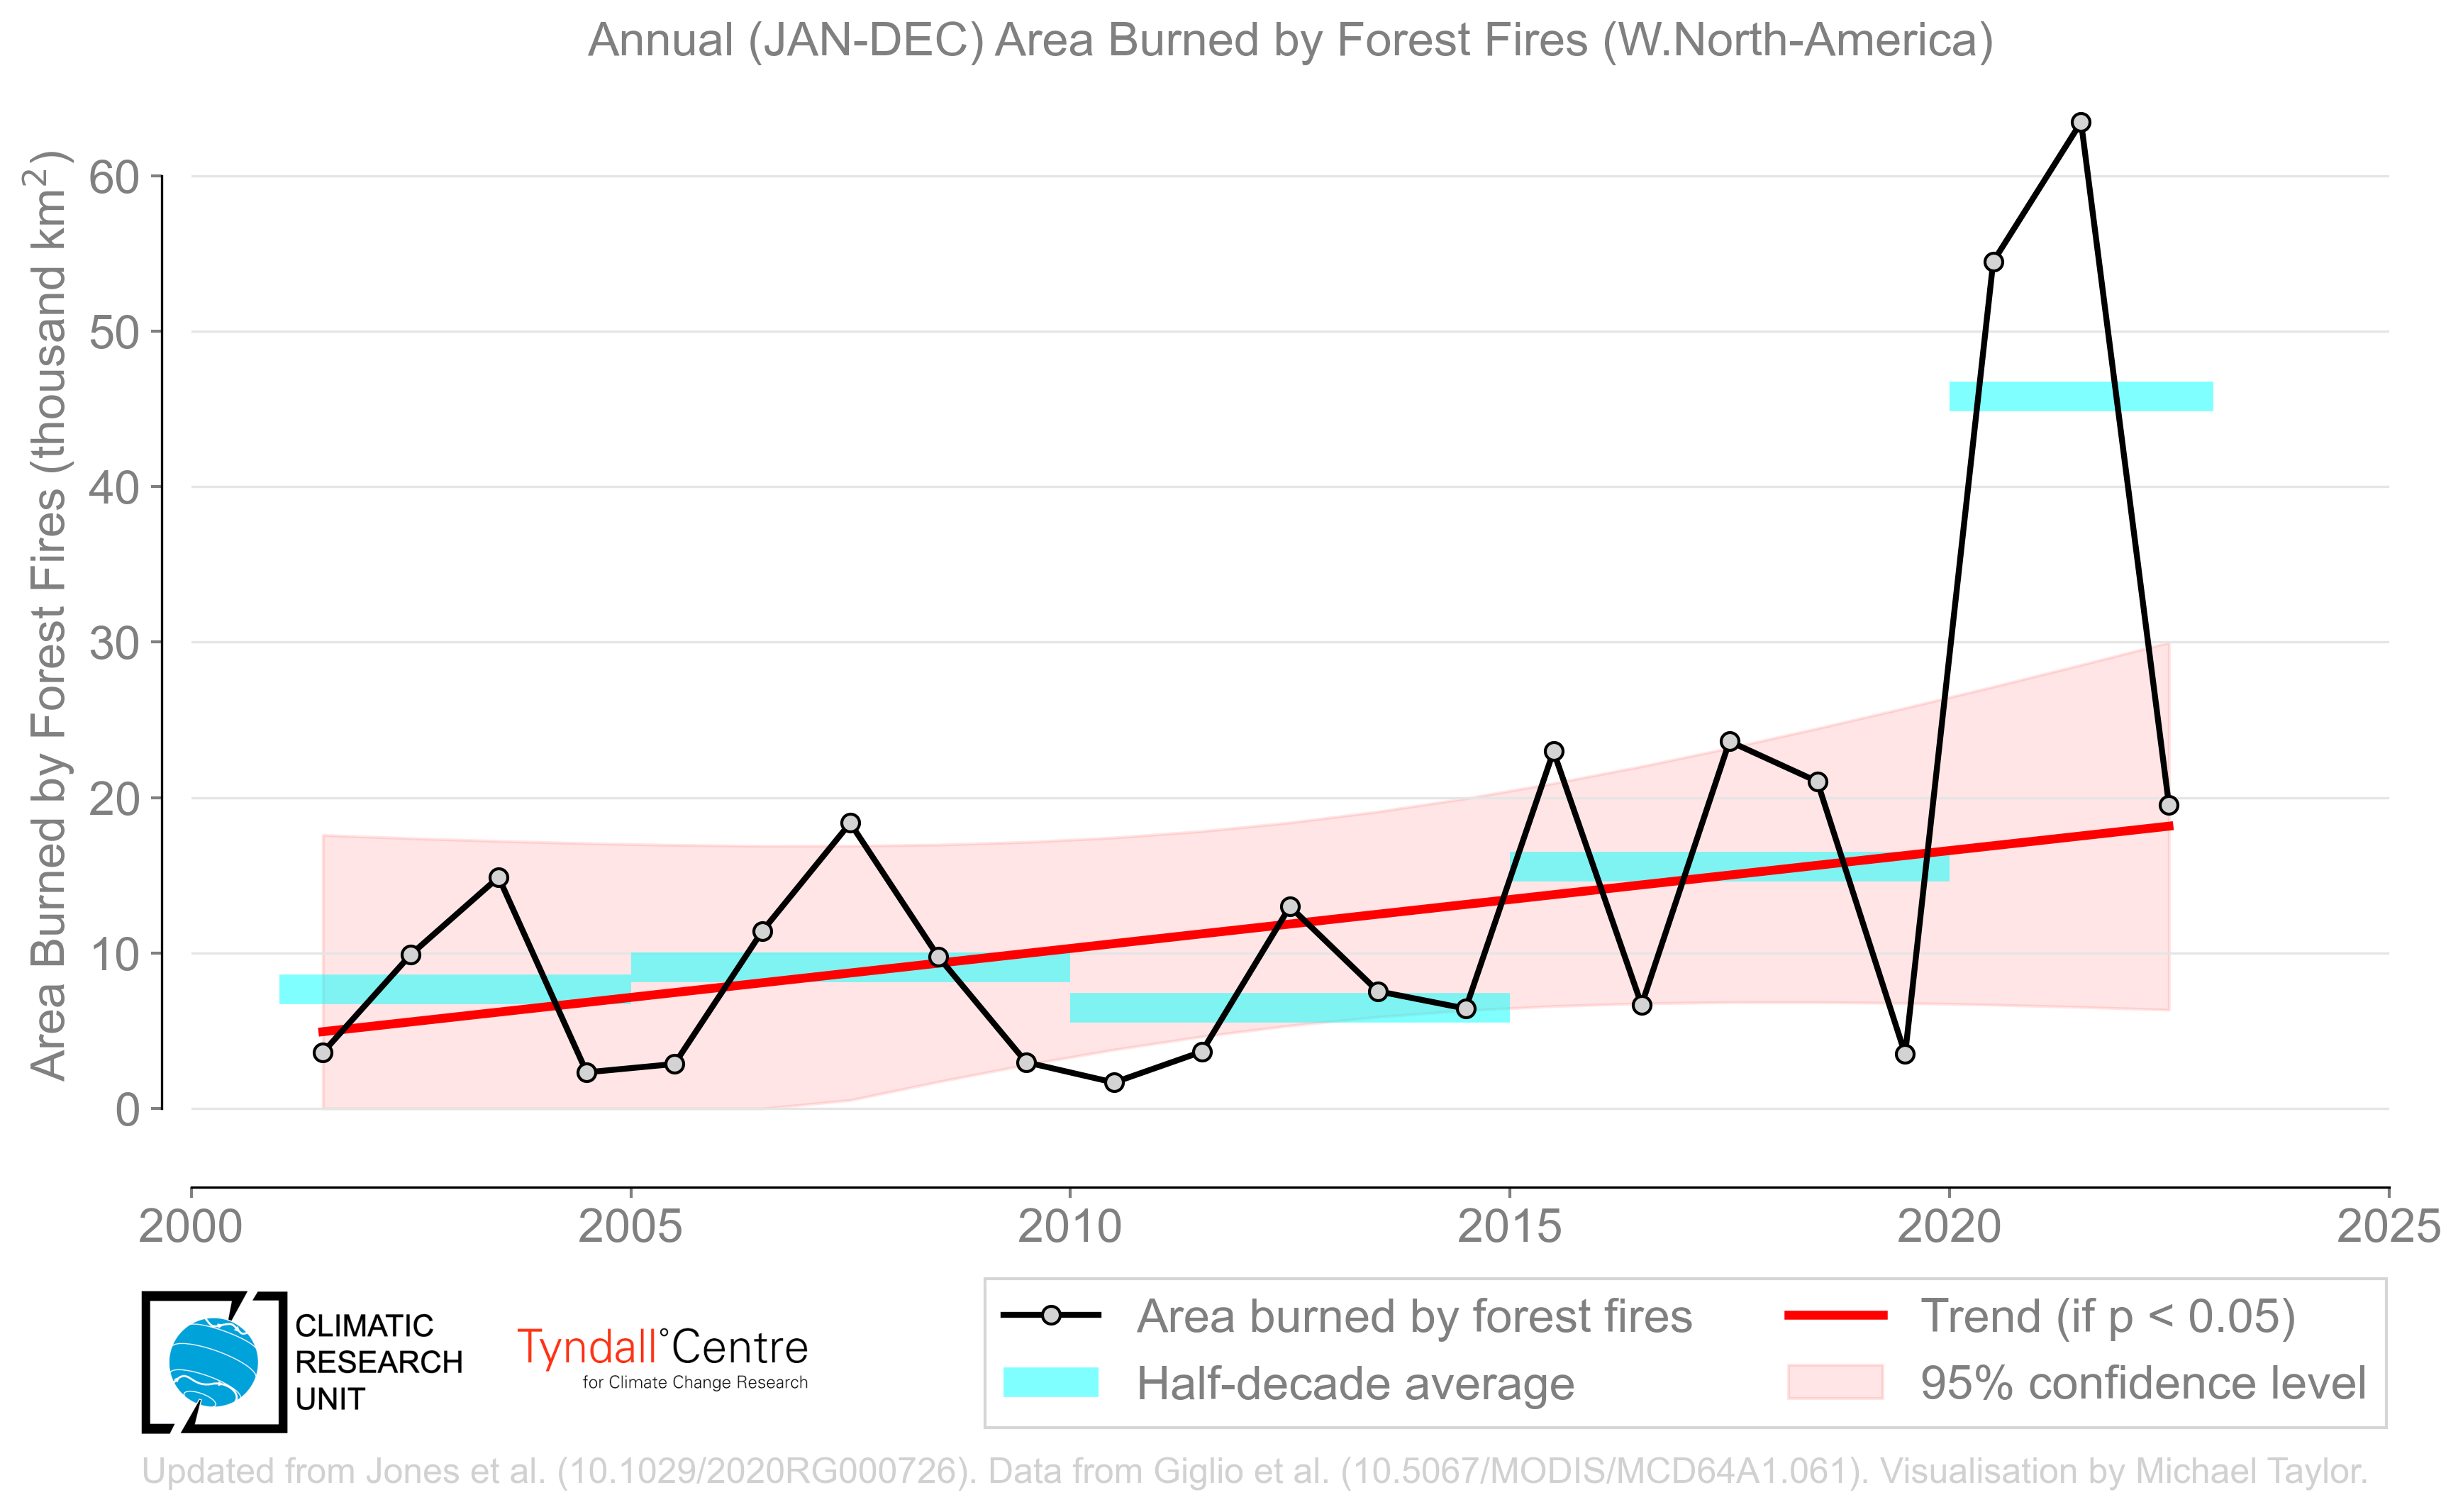 Annual (JAN-DEC) Area Burned by Forest Fires (W.North-America)
Area Burned by Forest Fires (thousand km²)
60
50
40
30
20
10
0
2000 2005 2010 2015 2020 2025
CLIMATIC
RESEARCH
UNIT
Tyndall°Centre
for Climate Change Research
Area burned by forest fires
Half-decade average
Trend (if p < 0.05)
95% confidence level
Updated from Jones et al. (10.1029/2020RG000726). Data from Giglio et al. (10.5067/MODIS/MCD64A1.061). Visualisation by Michael Taylor.